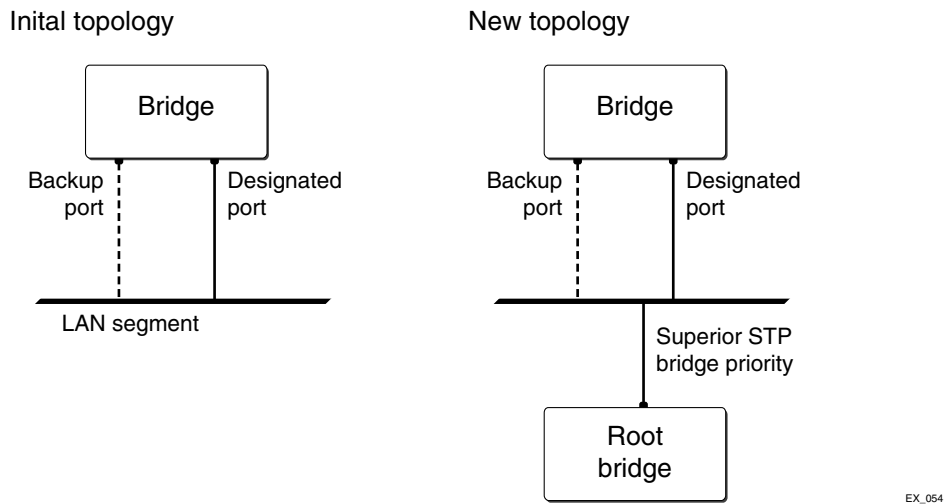 Inital topology
New topology
Bridge
Bridge
Backup
port
Designated
port
Backup
port
Designated
port
LAN segment
Superior STP
bridge priority
Root
bridge
EX_054